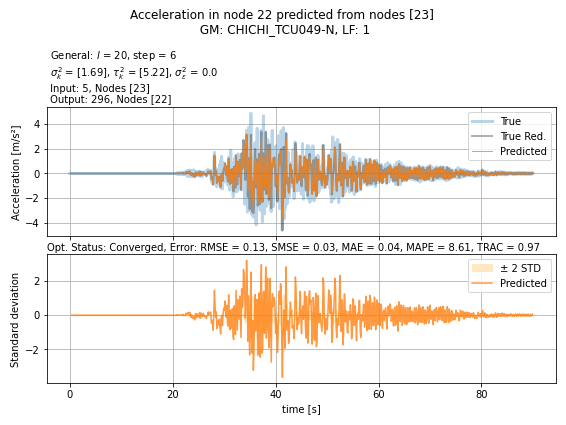 Acceleration in node 22 predicted from nodes [23]
GM: CHICHI_TCU049-N, LF: 1
General: l = 20, step = 6
σ²ₖ = [1.69], τ²ₖ = [5.22], σ²ε = 0.0
Input: 5, Nodes [23]
Output: 296, Nodes [22]
Acceleration [m/s²]
4
2
0
−2
−4
True
True Red.
Predicted
Opt. Status: Converged, Error: RMSE = 0.13, SMSE = 0.03, MAE = 0.04, MAPE = 8.61, TRAC = 0.97
Standard deviation
2
0
−2
± 2 STD
Predicted
0 20 40 60 80
time [s]